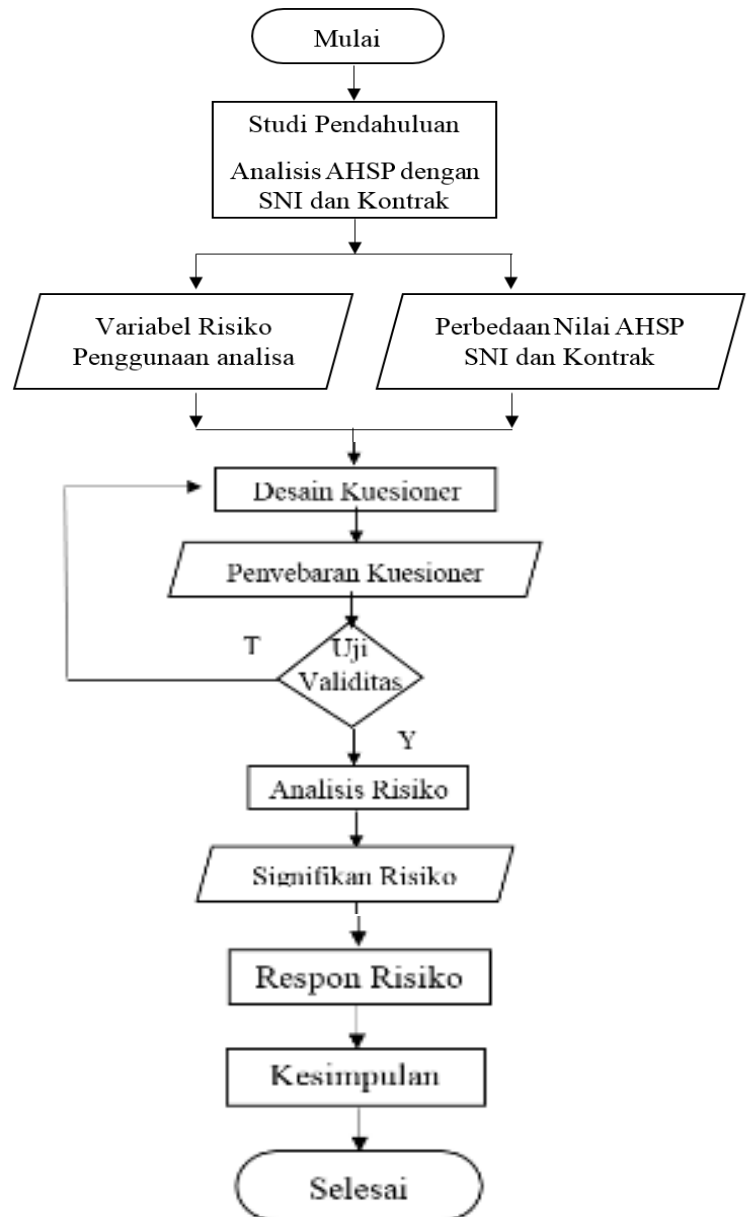 Mulai
Studi Pendahuluan
Analisis AHSP dengan
SNI dan Kontrak
Variabel Risiko
Penggunaan analisa
Perbedaan Nilai AHSP
SNI dan Kontrak
Desain Kuesioner
Penyebaran Kuesioner
T
Uji
Validitas
Y
Analisis Risiko
Signifikan Risiko
Respon Risiko
Kesimpulan
Selesai